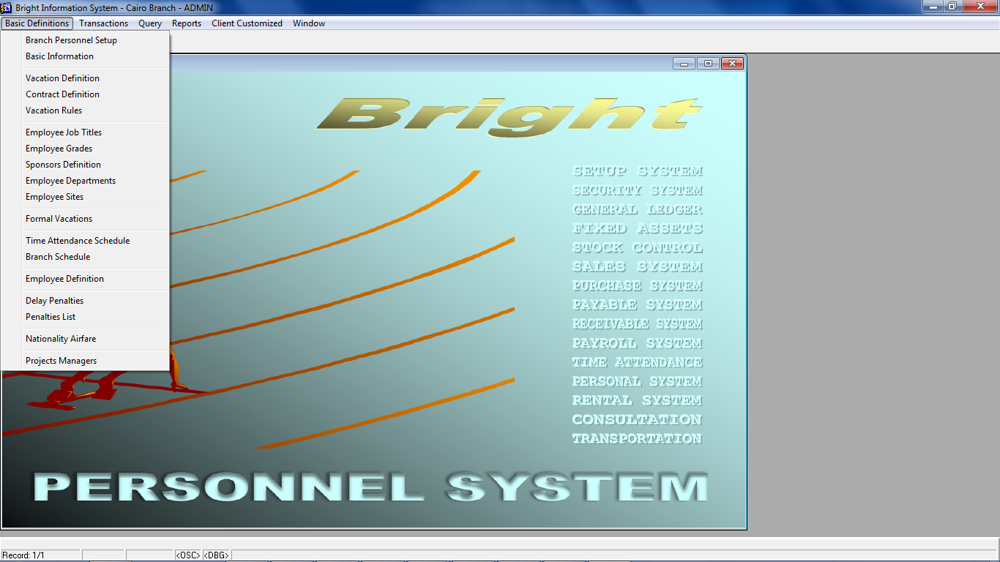 Bright Information System - Cairo Branch - ADMIN
Basic Definitions Transactions Query Reports Client Customized Window
Branch Personnel Setup
Basic Information
Vacation Definition
Contract Definition
Vacation Rules
Employee Job Titles
Employee Grades
Sponsors Definition
Employee Departments
Employee Sites
Formal Vacations
Time Attendance Schedule
Branch Schedule
Employee Definition
Delay Penalties
Penalties List
Nationality Airfare
Projects Managers
Bright
SETUP SYSTEM
SECURITY SYSTEM
GENERAL LEDGER
FIXED ASSETS
STOCK CONTROL
SALES SYSTEM
PURCHASE SYSTEM
PAYABLE SYSTEM
RECEIVABLE SYSTEM
PAYROLL SYSTEM
TIME ATTENDANCE
PERSONAL SYSTEM
RENTAL SYSTEM
CONSULTATION
TRANSPORTATION
PERSONNEL SYSTEM
Record: 1/1 <OSC> <DBG>